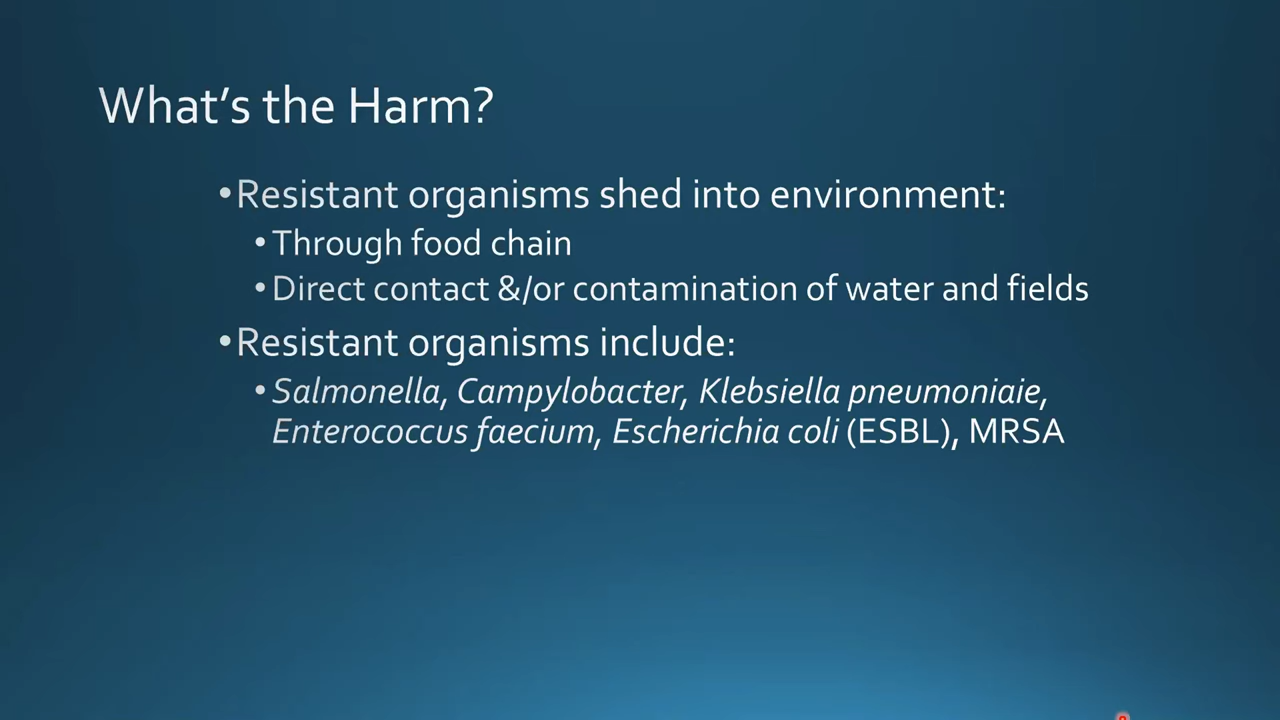 What's the Harm?
•Resistant organisms shed into environment:
•Through food chain
•Direct contact &/or contamination of water and fields
•Resistant organisms include:
•Salmonella, Campylobacter, Klebsiella pneumoniaie,
Enterococcus faecium, Escherichia coli (ESBL), MRSA